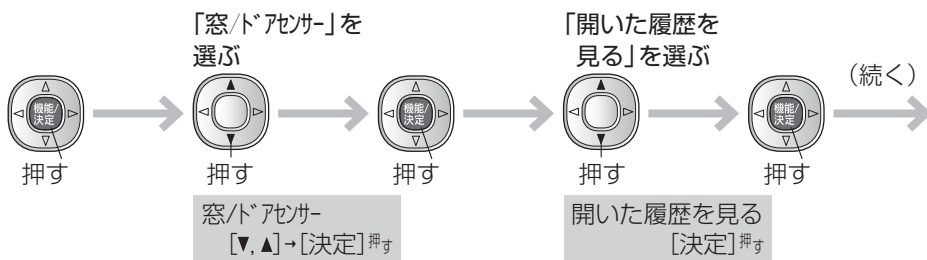 「窓/ﾄﾞｱｾﾝｻｰ」を
選ぶ
「開いた履歴を
見る」を選ぶ
(続く)
機能/
決定
機能/
決定
機能/
決定
押す
押す
押す
押す
押す
窓/ﾄﾞｱｾﾝｻｰ
[▼,▲]→[決定]押す
開いた履歴を見る
[決定]押す